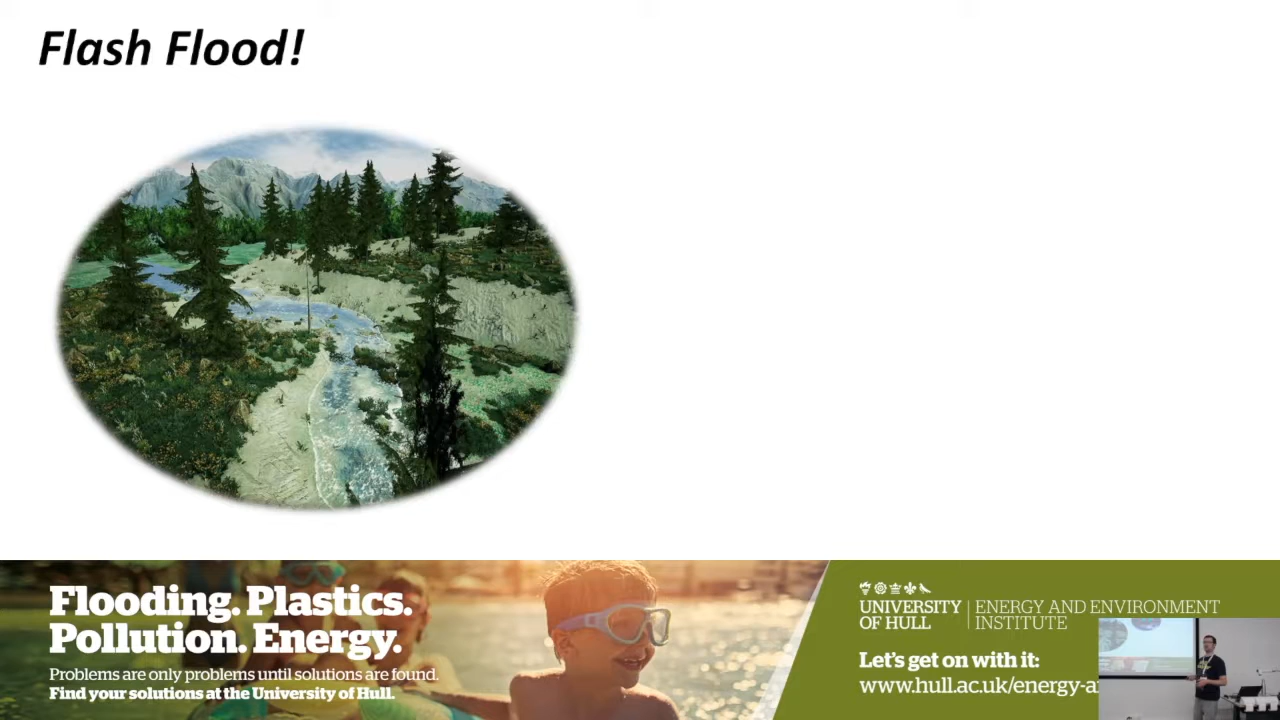 Flash Flood!
Flooding. Plastics.
Pollution. Energy.
Problems are only problems until solutions are found.
Find your solutions at the University of Hull.
UNIVERSITY
OF HULL
ENERGY AND ENVIRONMENT
INSTITUTE
Let's get on with it:
www.hull.ac.uk/energy-a